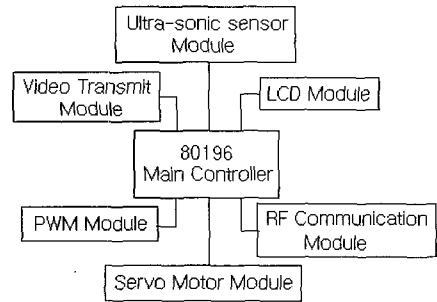 Ultra-sonic sensor
Module
Video Transmit
Module
LCD Module
80196
Main Controller
PWM Module
RF Communication
Module
Servo Motor Module